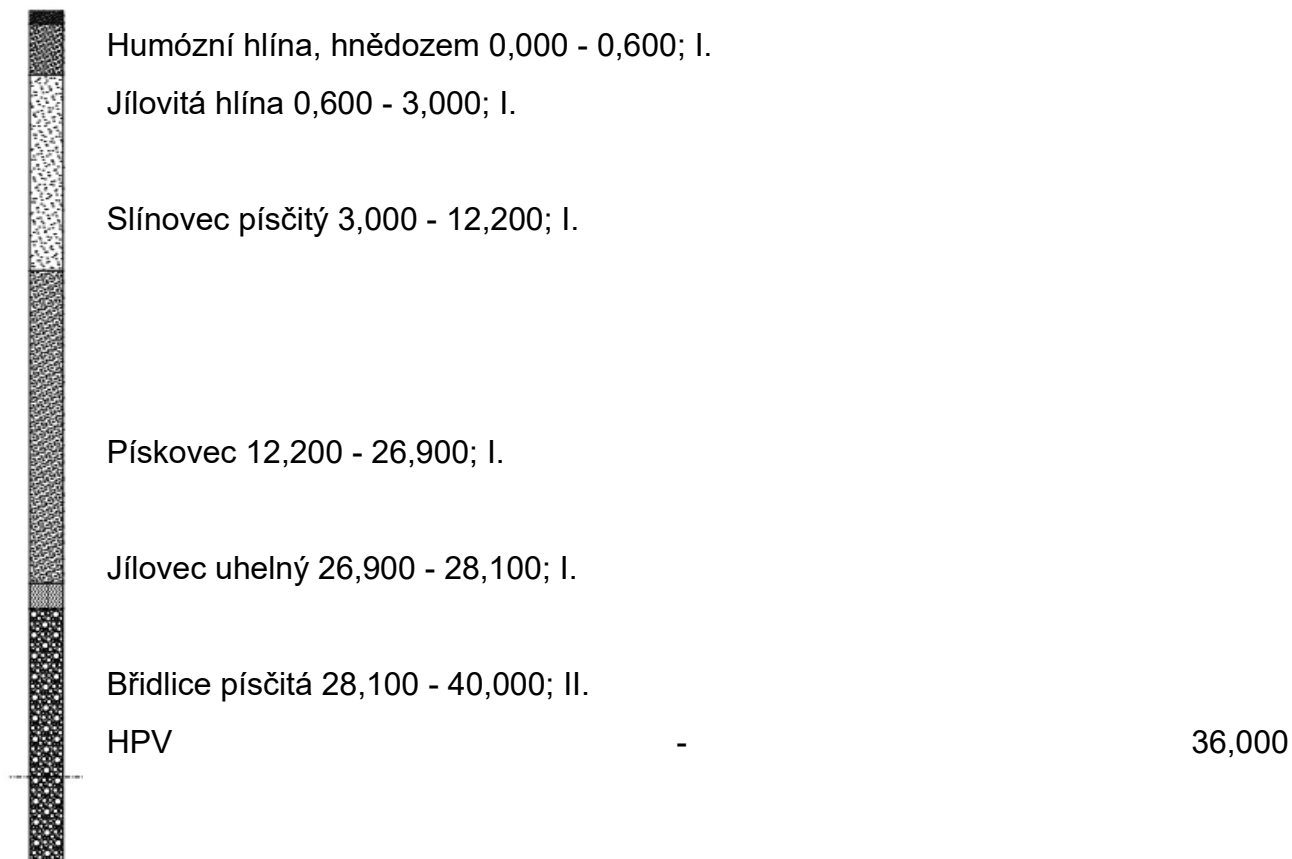 Humózní hlína, hnědozem 0,000 - 0,600; I.
Jílovitá hlína 0,600 - 3,000; I.
Slínovec písčitý 3,000 - 12,200; I.
Pískovec 12,200 - 26,900; I.
Jílovec uhelný 26,900 - 28,100; I.
Břidlice písčitá 28,100 - 40,000; II.
HPV - 36,000